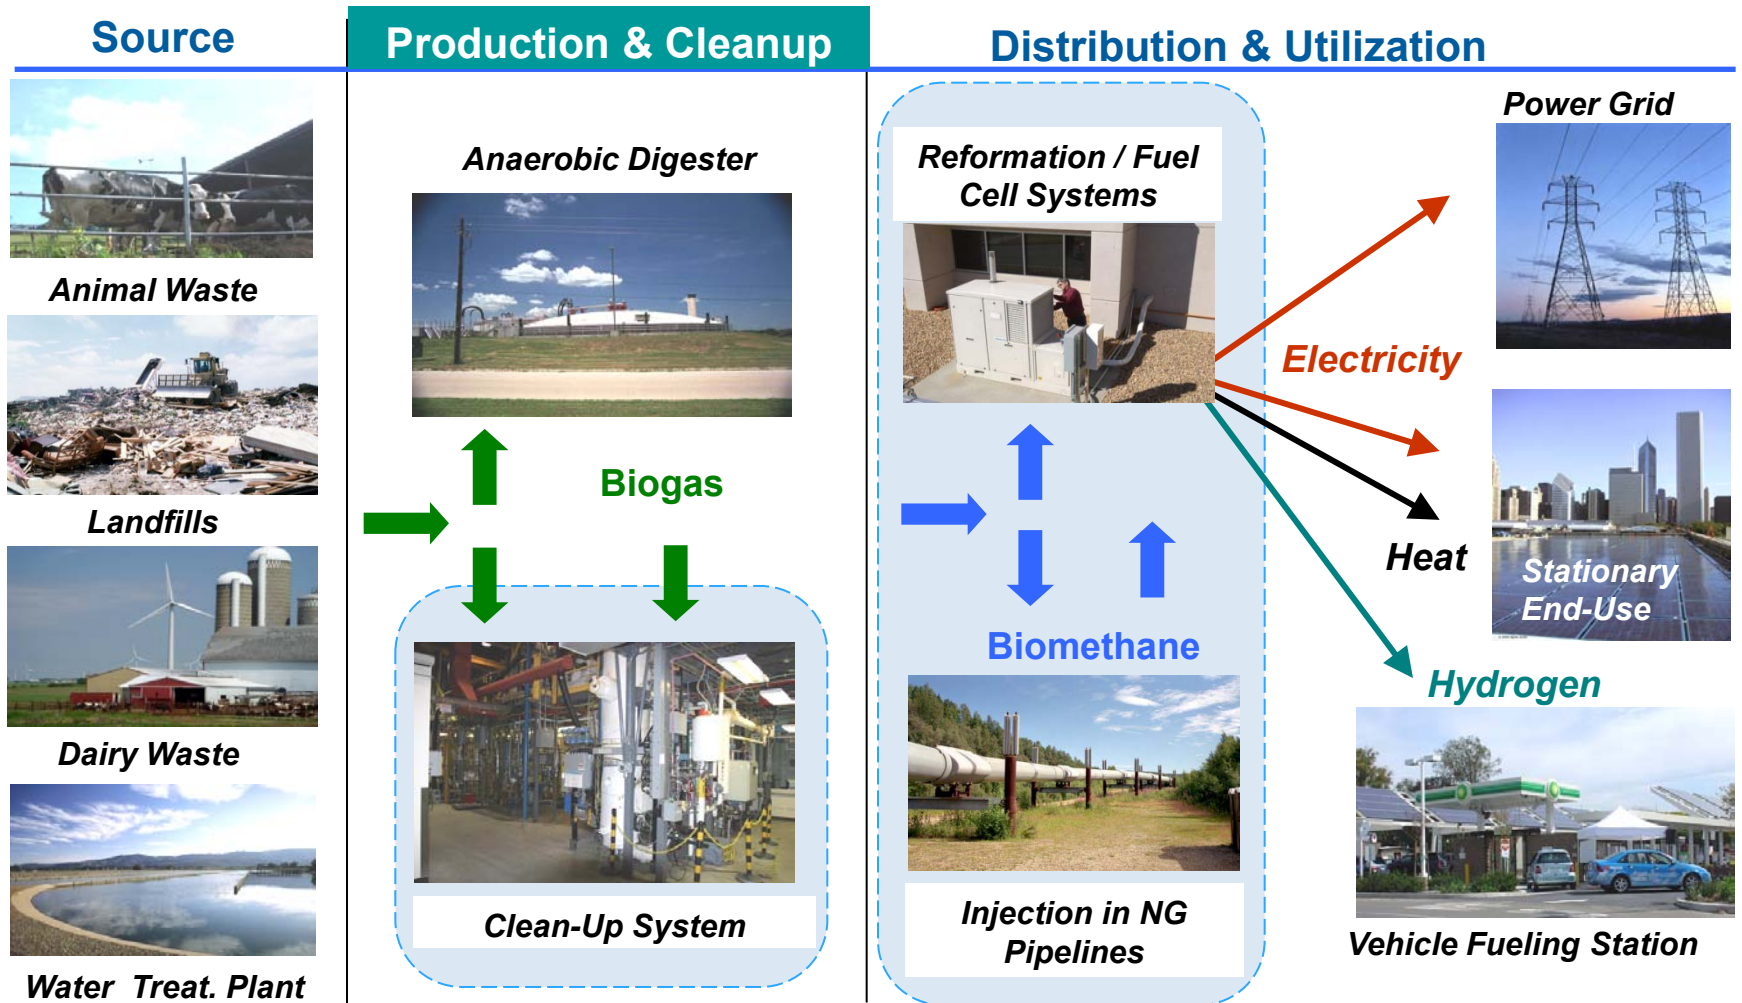 Source
Production & Cleanup
Distribution & Utilization
Animal Waste
Landfills
Dairy Waste
Water Treat. Plant
Anaerobic Digester
Biogas
Clean-Up System
Reformation / Fuel
Cell Systems
Biomethane
Injection in NG
Pipelines
Power Grid
Electricity
Heat
Stationary
End-Use
Hydrogen
Vehicle Fueling Station